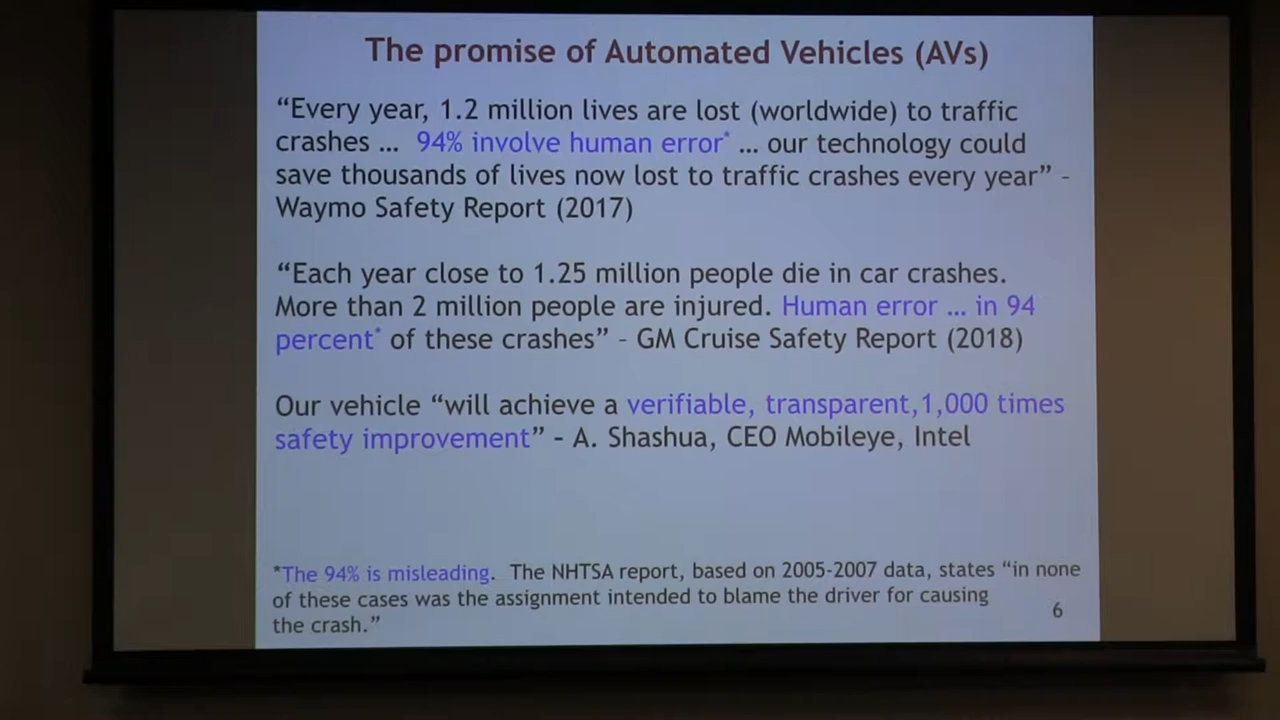 The promise of Automated Vehicles (AVs)
“Every year, 1.2 million lives are lost (worldwide) to traffic
crashes … 94% involve human error* … our technology could
save thousands of lives now lost to traffic crashes every year” -
Waymo Safety Report (2017)
“Each year close to 1.25 million people die in car crashes.
More than 2 million people are injured. Human error … in 94
percent* of these crashes” - GM Cruise Safety Report (2018)
Our vehicle “will achieve a verifiable, transparent,1,000 times
safety improvement” – A. Shashua, CEO Mobileye, Intel
*The 94% is misleading. The NHTSA report, based on 2005-2007 data, states “in none
of these cases was the assignment intended to blame the driver for causing
the crash.”
6